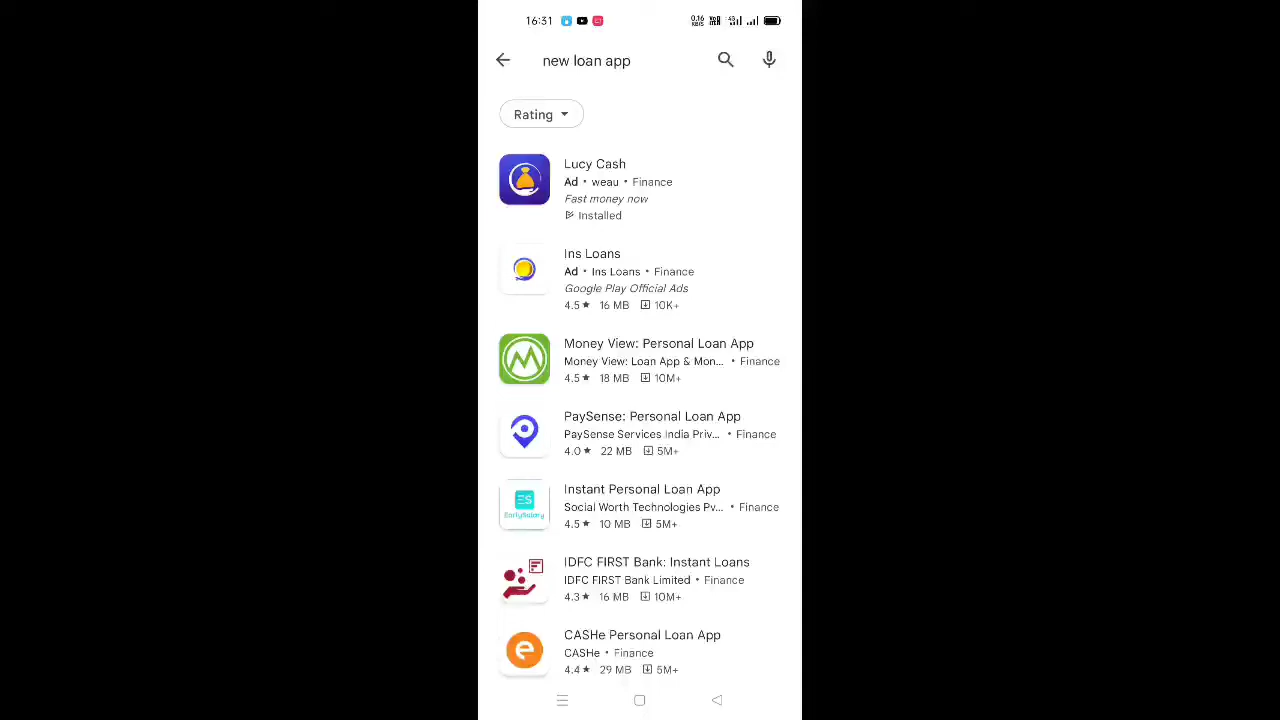 16:31 0.16 KB/S
new loan app
Rating
Lucy Cash
Ad • weau • Finance
Fast money now
Installed
Ins Loans
Ad • Ins Loans • Finance
Google Play Official Ads
4.5★ 16 MB 10K+
Money View: Personal Loan App
Money View: Loan App & Mon... • Finance
4.5★ 18 MB 10M+
PaySense: Personal Loan App
PaySense Services India Priv... • Finance
4.0★ 22 MB 5M+
Instant Personal Loan App
Social Worth Technologies Pv... • Finance
ES
EarlySalary
4.5★ 10 MB 5M+
IDFC FIRST Bank: Instant Loans
IDFC FIRST Bank Limited • Finance
4.3★ 16 MB 10M+
CASHe Personal Loan App
CASHe • Finance
4.4★ 29 MB 5M+